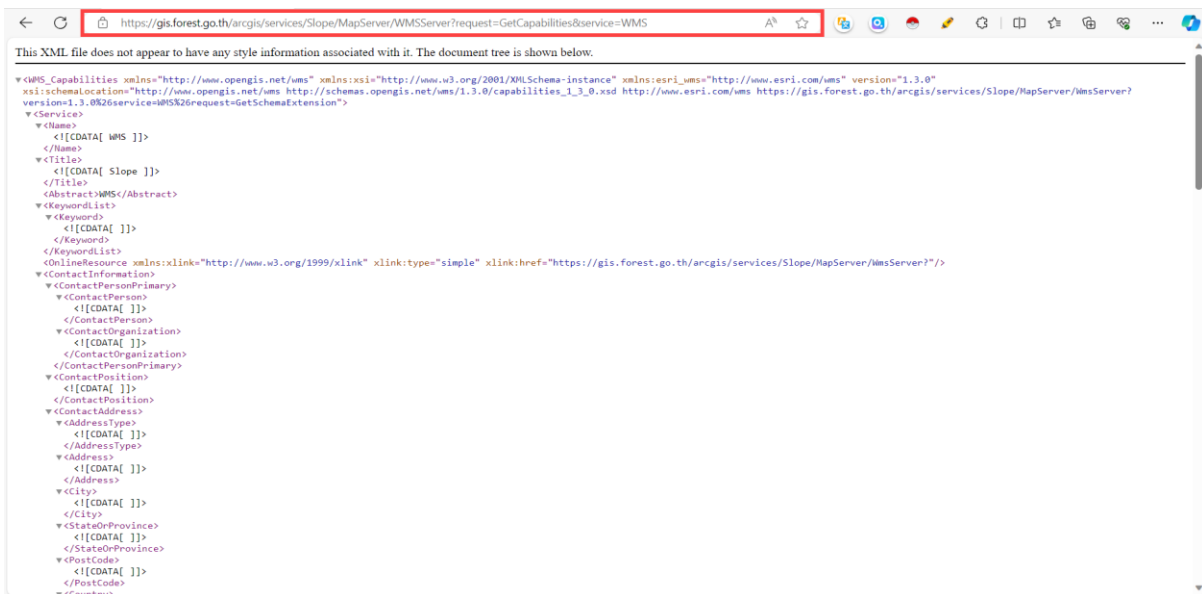 https://gis.forest.go.th/arcgis/services/Slope/MapServer/WMSServer?request=GetCapabilities&service=WMS
This XML file does not appear to have any style information associated with it. The document tree is shown below.
▼<WMS_Capabilities xmlns="http://www.opengis.net/wms" xmlns:xsi="http://www.w3.org/2001/XMLSchema-instance" xmlns:esri_wms="http://www.esri.com/wms" version="1.3.0"
xsi:schemaLocation="http://www.opengis.net/wms http://schemas.opengis.net/wms/1.3.0/capabilities_1_3_0.xsd http://www.esri.com/wms https://gis.forest.go.th/arcgis/services/Slope/MapServer/WmsServer?
version=1.3.0%26service=WMS%26request=GetSchemaExtension">
▼<Service>
▼<Name>
<![CDATA[ WMS ]]>
</Name>
▼<Title>
<![CDATA[ Slope ]]>
</Title>
<Abstract>WMS</Abstract>
▼<KeywordList>
▼<Keyword>
<![CDATA[ ]]>
</Keyword>
</KeywordList>
<OnlineResource xmlns:xlink="http://www.w3.org/1999/xlink" xlink:type="simple" xlink:href="https://gis.forest.go.th/arcgis/services/Slope/MapServer/WmsServer?"/>
▼<ContactInformation>
▼<ContactPersonPrimary>
▼<ContactPerson>
<![CDATA[ ]]>
</ContactPerson>
▼<ContactOrganization>
<![CDATA[ ]]>
</ContactOrganization>
</ContactPersonPrimary>
▼<ContactPosition>
<![CDATA[ ]]>
</ContactPosition>
▼<ContactAddress>
▼<AddressType>
<![CDATA[ ]]>
</AddressType>
▼<Address>
<![CDATA[ ]]>
</Address>
▼<City>
<![CDATA[ ]]>
</City>
▼<StateOrProvince>
<![CDATA[ ]]>
</StateOrProvince>
▼<PostCode>
<![CDATA[ ]]>
</PostCode>
▼<Country>